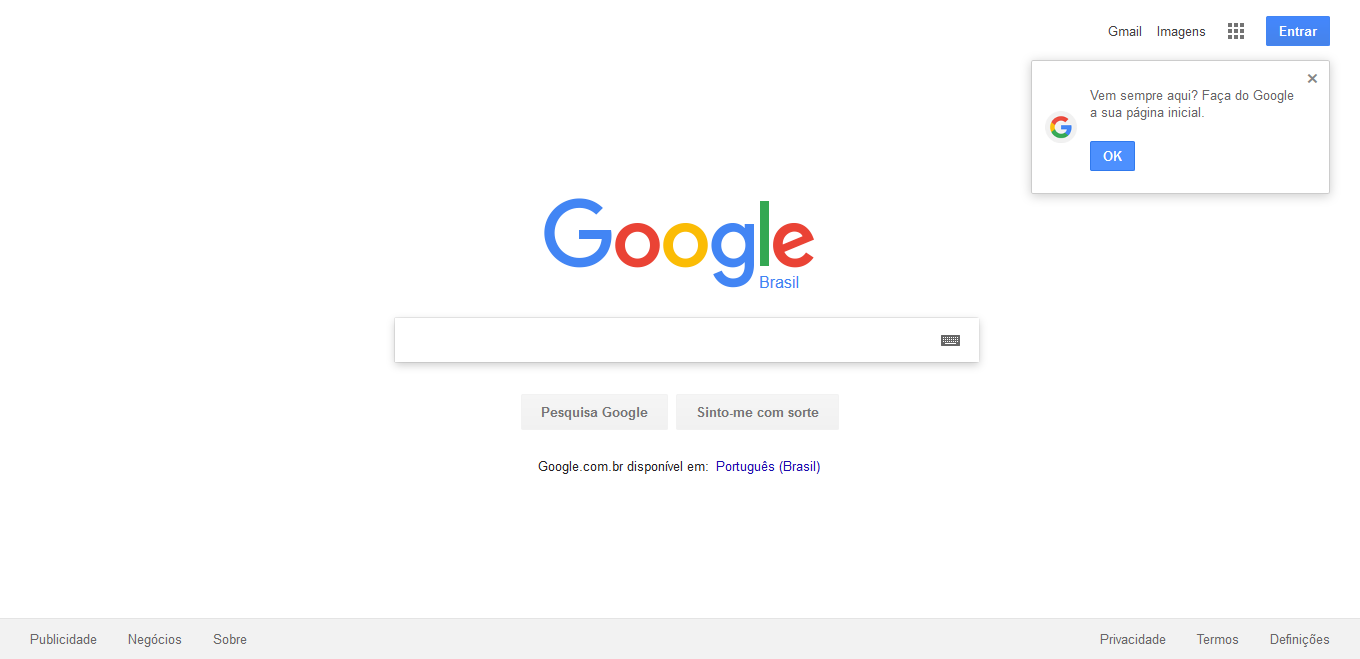 Gmail Imagens Entrar
Vem sempre aqui? Faça do Google
a sua página inicial.
OK
Google
Brasil
Pesquisa Google Sinto-me com sorte
Google.com.br disponível em: Português (Brasil)
Publicidade Negócios Sobre Privacidade Termos Definições